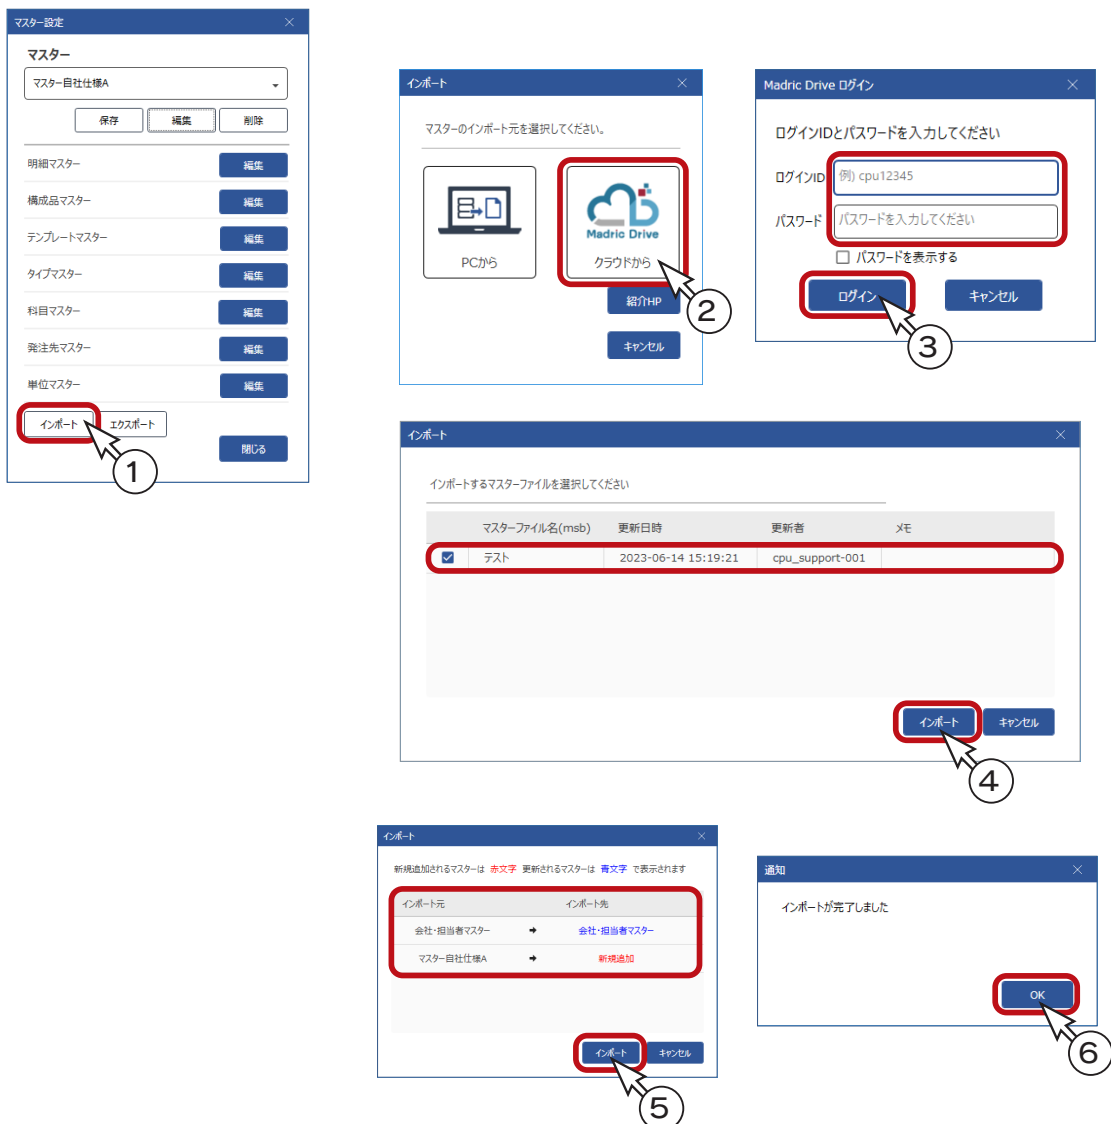 マスター設定
マスター
マスター自社仕様A
保存 編集 削除
明細マスター 編集
構成品マスター 編集
テンプレートマスター 編集
タイプマスター 編集
科目マスター 編集
発注先マスター 編集
単位マスター 編集
インポート エクスポート
閉じる
1
インポート
マスターのインポート元を選択してください。
Madric Drive
PCから クラウドから
紹介HP
キャンセル
2
Madric Drive ログイン
ログインIDとパスワードを入力してください
ログインID 例) cpu12345
パスワード パスワードを入力してください
パスワードを表示する
ログイン キャンセル
3
インポート
インポートするマスターファイルを選択してください
マスターファイル名(msb) 更新日時 更新者 メモ
テスト 2023-06-14 15:19:21 cpu_support-001
インポート キャンセル
4
インポート
新規追加されるマスターは 赤文字 更新されるマスターは 青文字 で表示されます
インポート元 インポート先
会社・担当者マスター ➡ 会社・担当者マスター
マスター自社仕様A ➡ 新規追加
インポート キャンセル
5
通知
インポートが完了しました
OK
6